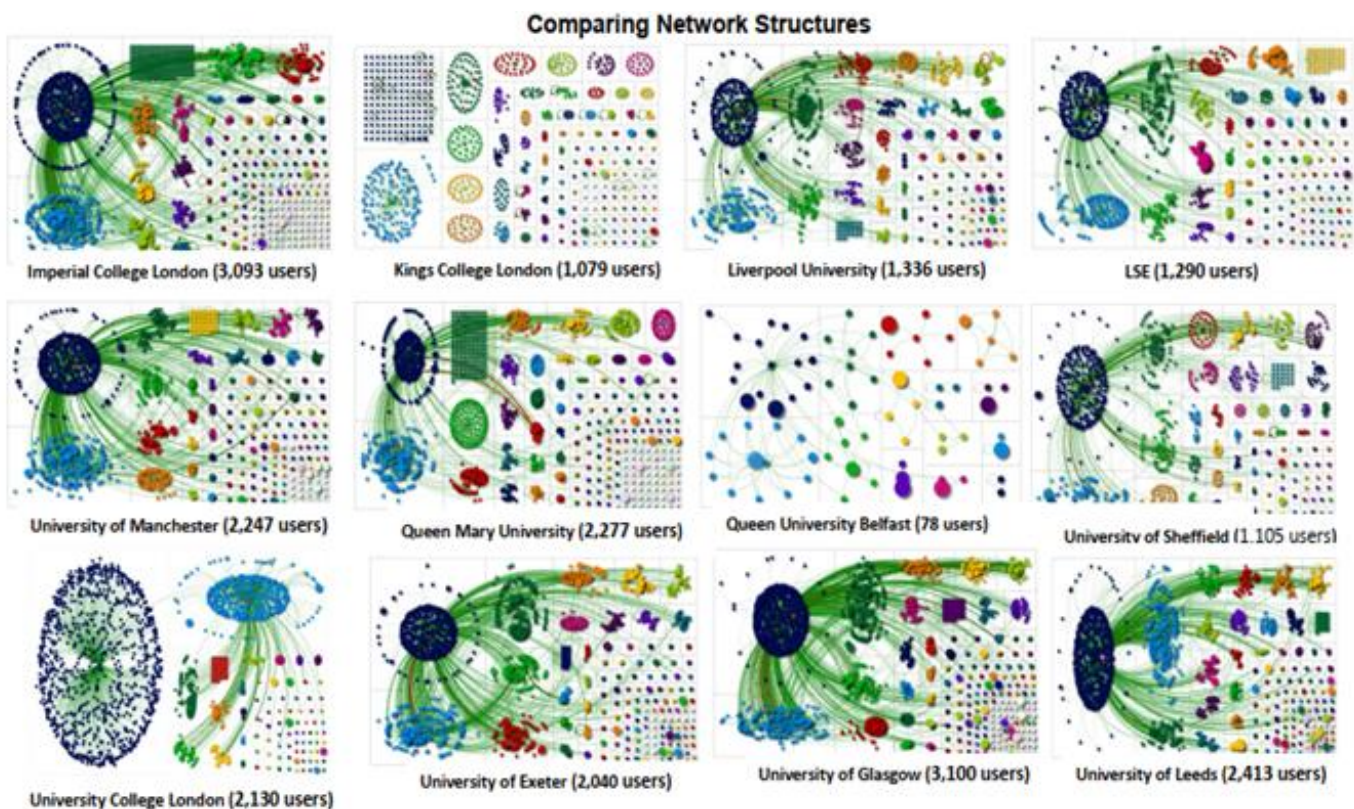 Comparing Network Structures
Imperial College London (3,093 users)
Kings College London (1,079 users)
Liverpool University (1,336 users)
LSE (1,290 users)
University of Manchester (2,247 users)
Queen Mary University (2,277 users)
Queen University Belfast (78 users)
University of Sheffield (1.105 users)
University College London (2,130 users)
University of Exeter (2,040 users)
University of Glasgow (3,100 users)
University of Leeds (2,413 users)